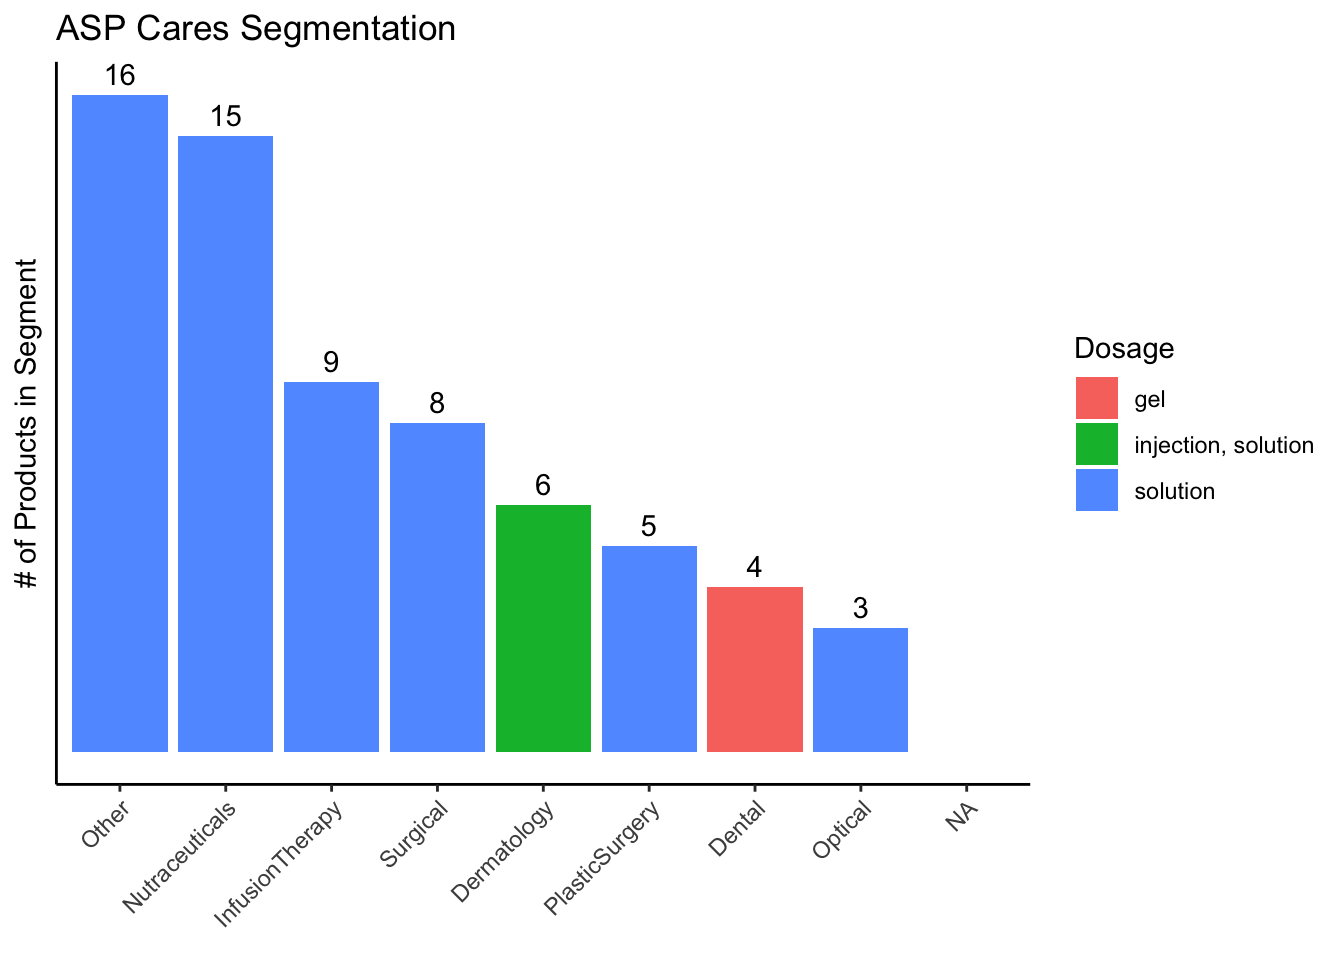 ASP Cares Segmentation
16
15
9
8
6
5
4
3
# of Products in Segment
Other
Nutraceuticals
InfusionTherapy
Surgical
Dermatology
PlasticSurgery
Dental
Optical
NA
Dosage
gel
injection, solution
solution